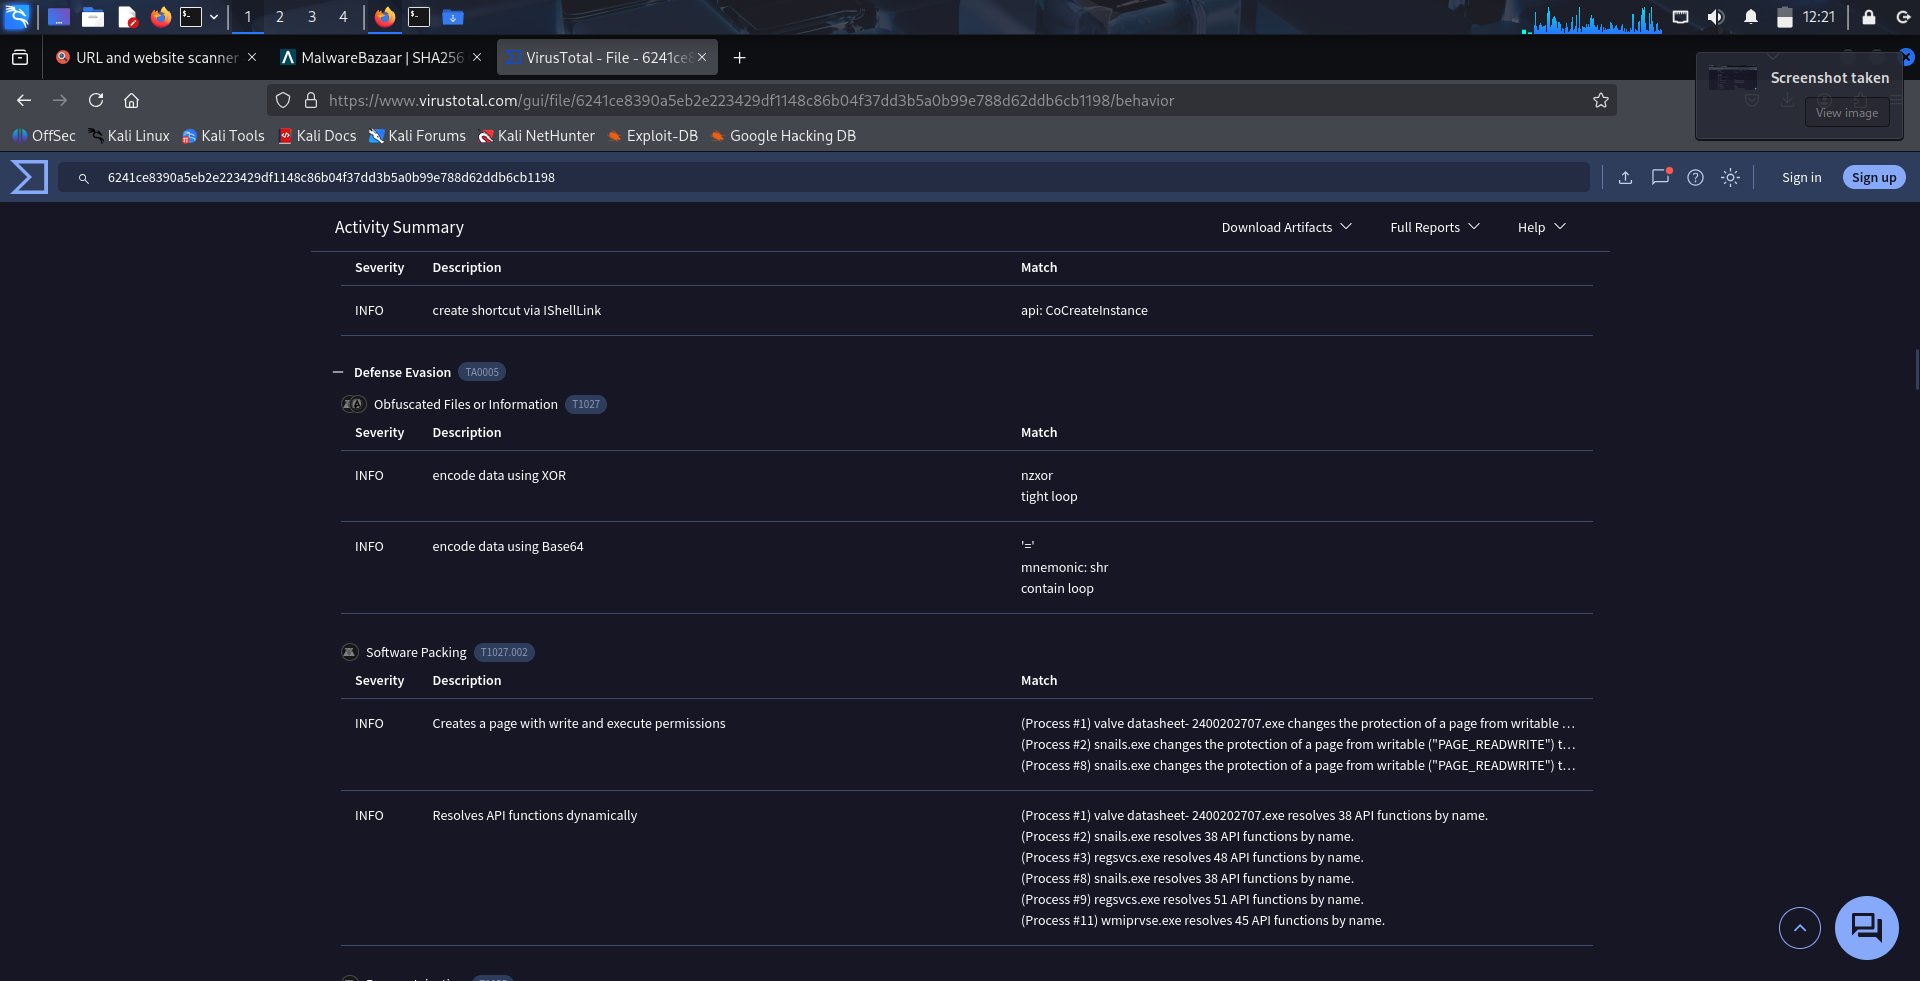 1 2 3 4 12:21
URL and website scanner
MalwareBazaar | SHA256
VirusTotal - File - 6241ce8
Screenshot taken
View image
https://www.virustotal.com/gui/file/6241ce8390a5eb2e223429df1148c86b04f37dd3b5a0b99e788d62ddb6cb1198/behavior
OffSec Kali Linux Kali Tools Kali Docs Kali Forums Kali NetHunter Exploit-DB Google Hacking DB
6241ce8390a5eb2e223429df1148c86b04f37dd3b5a0b99e788d62ddb6cb1198
Sign in Sign up
Activity Summary Download Artifacts Full Reports Help
Severity Description Match
INFO create shortcut via IShellLink api: CoCreateInstance
Defense Evasion TA0005
Obfuscated Files or Information T1027
Severity Description Match
INFO encode data using XOR nzxor
tight loop
INFO encode data using Base64 '='
mnemonic: shr
contain loop
Software Packing T1027.002
Severity Description Match
INFO Creates a page with write and execute permissions (Process #1) valve datasheet- 2400202707.exe changes the protection of a page from writable …
(Process #2) snails.exe changes the protection of a page from writable ("PAGE_READWRITE") t…
(Process #8) snails.exe changes the protection of a page from writable ("PAGE_READWRITE") t…
INFO Resolves API functions dynamically (Process #1) valve datasheet- 2400202707.exe resolves 38 API functions by name.
(Process #2) snails.exe resolves 38 API functions by name.
(Process #3) regsvcs.exe resolves 48 API functions by name.
(Process #8) snails.exe resolves 38 API functions by name.
(Process #9) regsvcs.exe resolves 51 API functions by name.
(Process #11) wmiprvse.exe resolves 45 API functions by name.